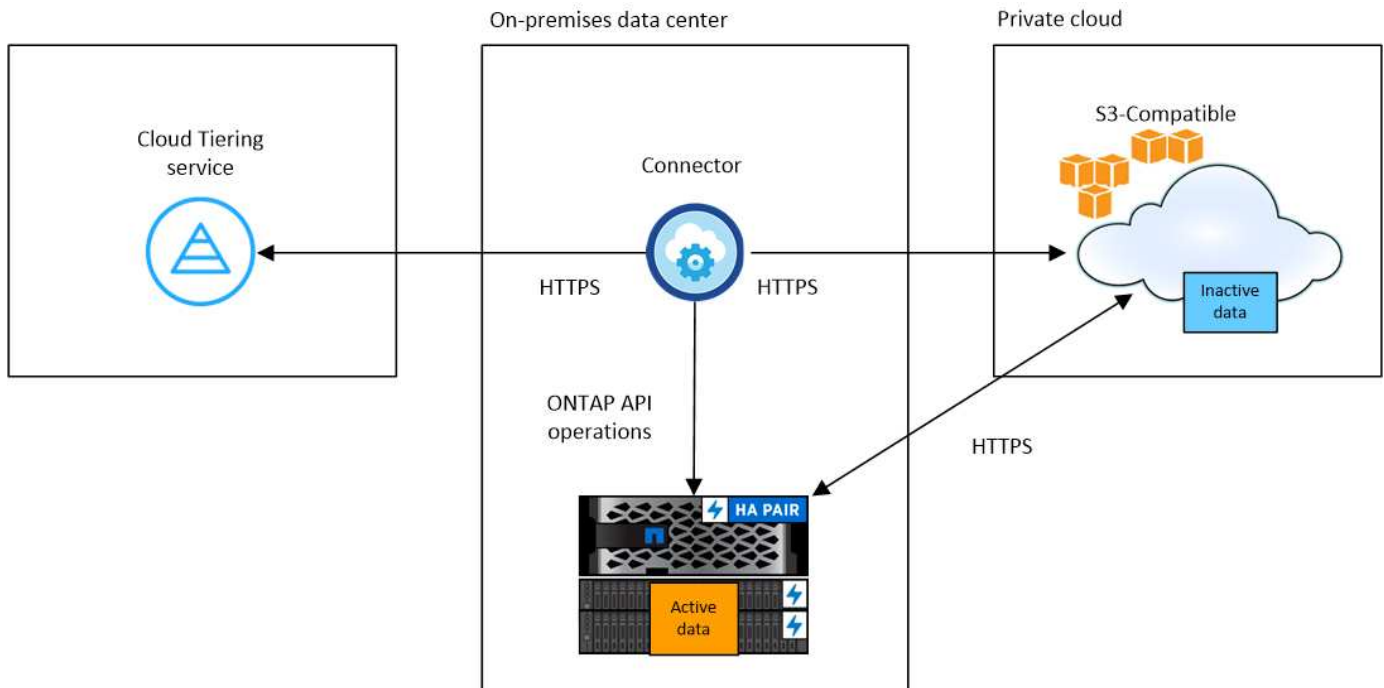 On-premises data center
Private cloud
Cloud Tiering
service
Connector
S3-Compatible
HTTPS
HTTPS
Inactive
data
ONTAP API
operations
HTTPS
HA PAIR
Active
data